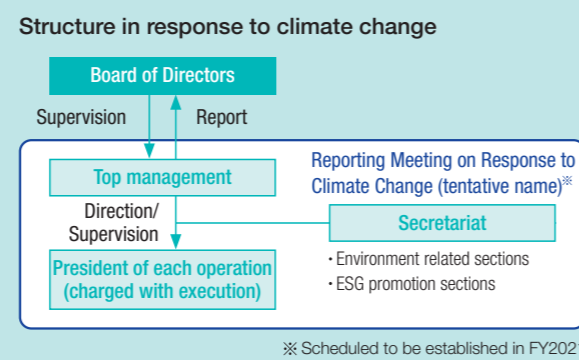 Structure in response to climate change
Board of Directors
Supervision
Report
Top management
Reporting Meeting on Response to
Climate Change (tentative name)※
Direction/
Supervision
Secretariat
President of each operation
(charged with execution)
・Environment related sections
・ESG promotion sections
※ Scheduled to be established in